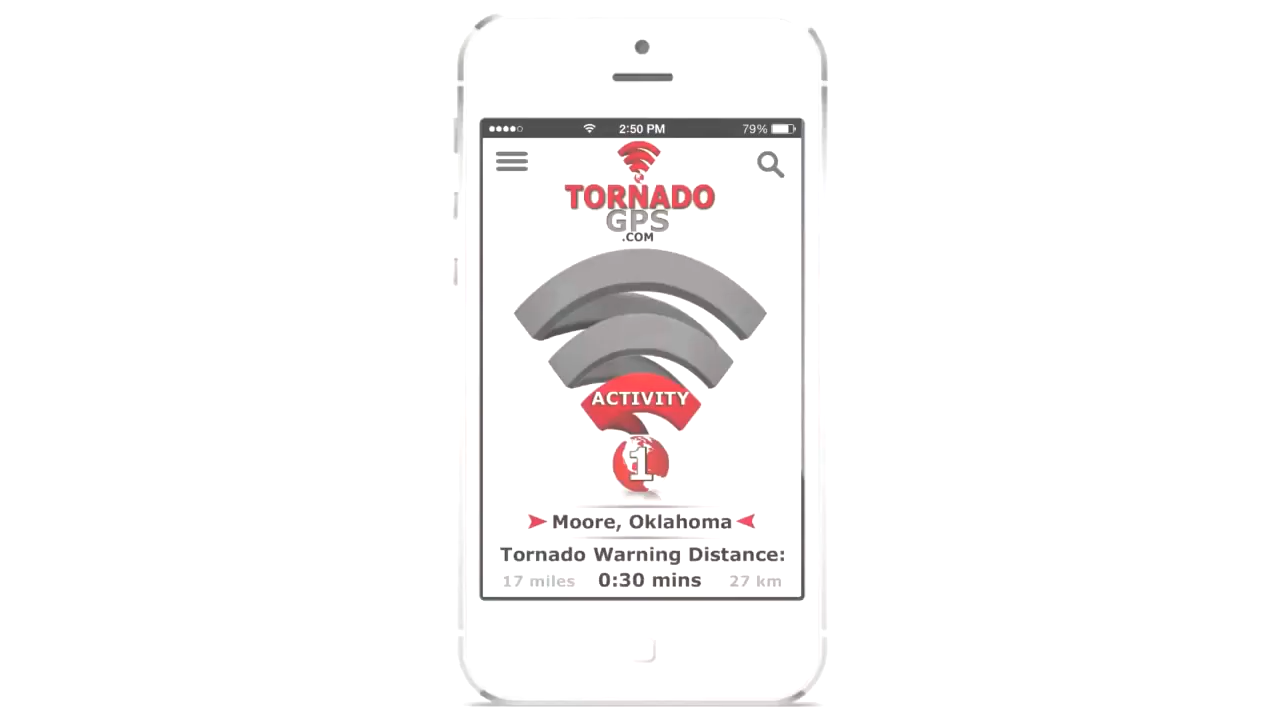 2:50 PM 79%
TORNADO
GPS
.COM
ACTIVITY
1
Moore, Oklahoma
Tornado Warning Distance:
17 miles 0:30 mins 27 km